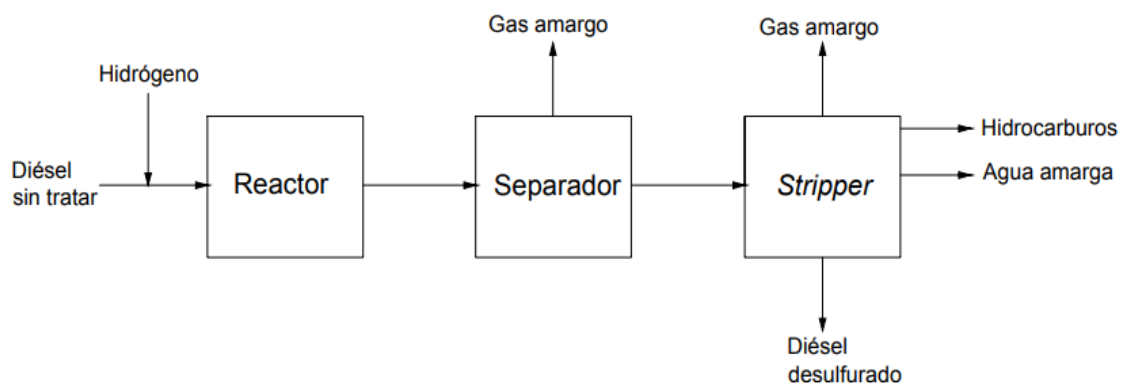 Gas amargo
Gas amargo
Hidrógeno
Hidrocarburos
Diésel
sin tratar
Reactor
Separador
Stripper
Agua amarga
Diésel
desulfurado